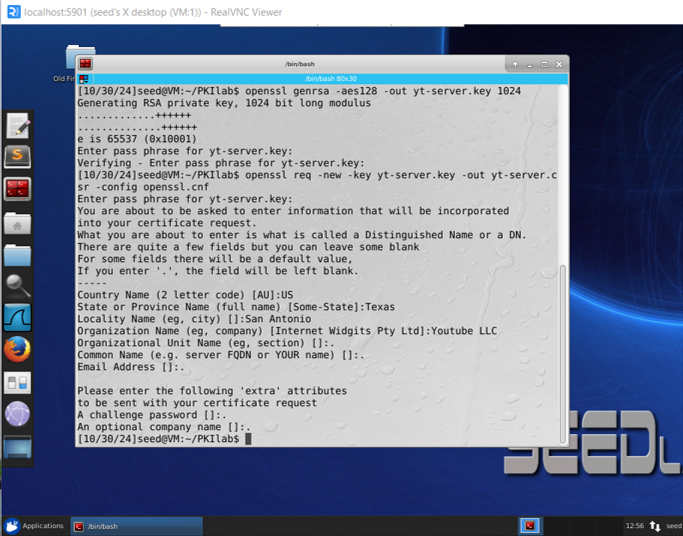 localhost:5901 (seed's X desktop (VM:1)) - RealVNC Viewer
/bin/bash
/bin/bash 80x30
[10/30/24]seed@VM:~/PKIlab$ openssl genrsa -aes128 -out yt-server.key 1024
Generating RSA private key, 1024 bit long modulus
.............++++++
..............++++++
e is 65537 (0x10001)
Enter pass phrase for yt-server.key:
Verifying - Enter pass phrase for yt-server.key:
[10/30/24]seed@VM:~/PKIlab$ openssl req -new -key yt-server.key -out yt-server.c
sr -config openssl.cnf
Enter pass phrase for yt-server.key:
You are about to be asked to enter information that will be incorporated
into your certificate request.
What you are about to enter is what is called a Distinguished Name or a DN.
There are quite a few fields but you can leave some blank
For some fields there will be a default value,
If you enter '.', the field will be left blank.
-----
Country Name (2 letter code) [AU]:US
State or Province Name (full name) [Some-State]:Texas
Locality Name (eg, city) []:San Antonio
Organization Name (eg, company) [Internet Widgits Pty Ltd]:Youtube LLC
Organizational Unit Name (eg, section) []:.
Common Name (e.g. server FQDN or YOUR name) []:.
Email Address []:.

Please enter the following 'extra' attributes
to be sent with your certificate request
A challenge password []:.
An optional company name []:.
[10/30/24]seed@VM:~/PKIlab$
Old
SEED
Applications
/bin/bash
12:56
seed